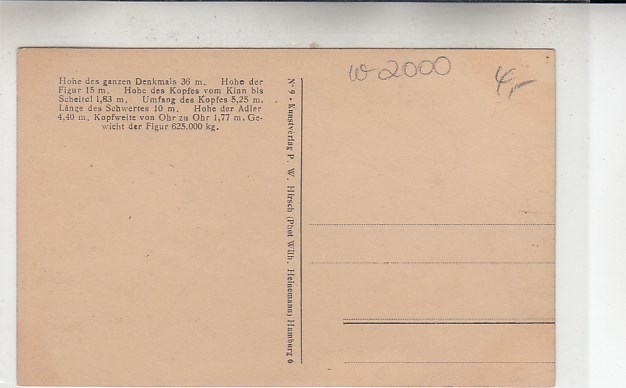 Hohe des ganzen Denkmals 36 m. Hohe der
Figur 15 m. Hohe des Kopfes vom Kinn bis
Scheitel 1,83 m. Umfang des Kopfes 5,25 m.
Länge des Schwertes 10 m. Hohe der Adler
4,40 m, Kopfweite von Ohr zu Ohr 1,77 m. Ge-
wicht der Figur 625.000 kg.
Nº 9 • Kunstverlag P. W. Hirsch (Phot Wilh. Heinemann) Hamburg 6
W 2000
4,-